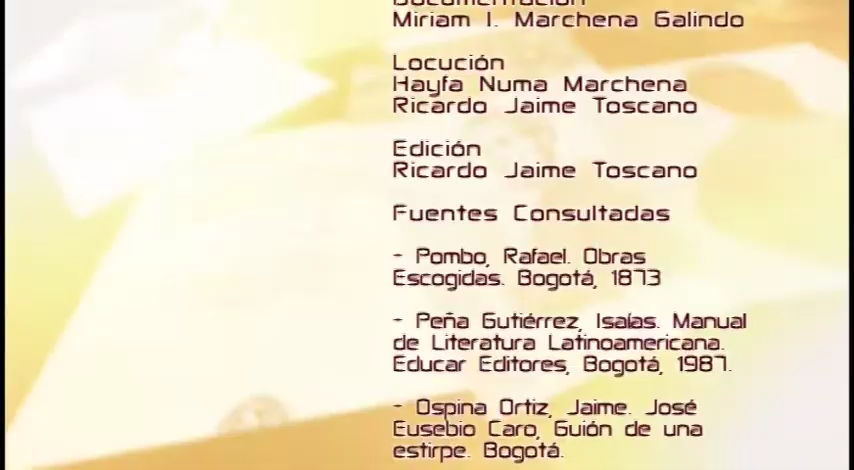 Documentación
Miriam I. Marchena Galindo
Locución
Hayfa Numa Marchena
Ricardo Jaime Toscano
Edición
Ricardo Jaime Toscano
Fuentes Consultadas
- Pombo, Rafael. Obras
Escogidas. Bogotá, 1873
- Peña Gutiérrez, Isaías. Manual
de Literatura Latinoamericana.
Educar Editores, Bogotá, 1987.
- Ospina Ortiz, Jaime. José
Eusebio Caro, Guión de una
estirpe. Bogotá.